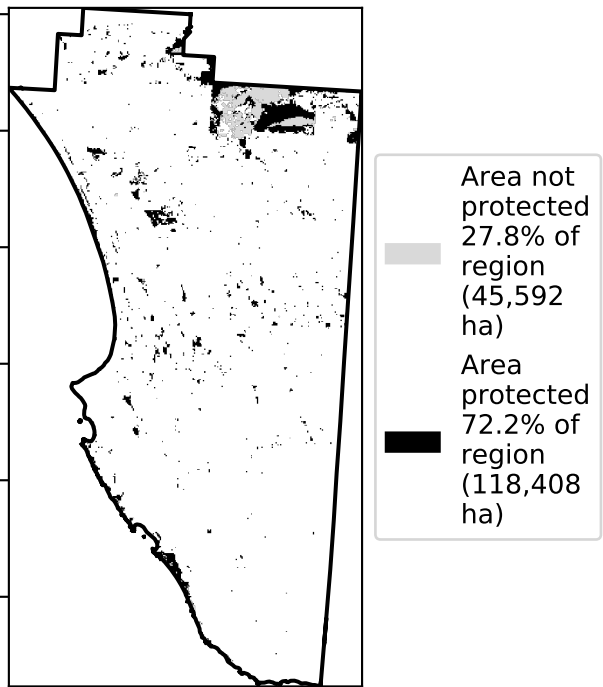 Area not
protected
27.8% of
region
(45,592
ha)
Area
protected
72.2% of
region
(118,408
ha)